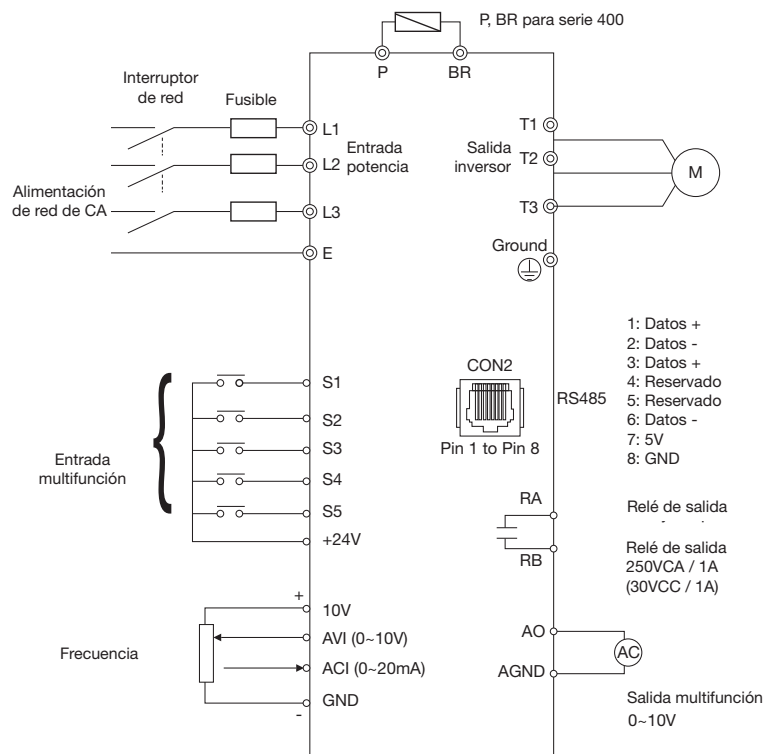 P, BR para serie 400
P
BR
Interruptor
de red
Fusible
L1
L2
L3
E
Entrada
potencia
Alimentación
de red de CA
T1
T2
T3
Salida
inversor
M
Ground
1: Datos +
2: Datos -
3: Datos +
4: Reservado
5: Reservado
6: Datos -
7: 5V
8: GND
CON2
RS485
Pin 1 to Pin 8
S1
S2
S3
S4
S5
+24V
Entrada
multifunción
RA
RB
Relé de salida
Relé de salida
250VCA / 1A
(30VCC / 1A)
+
10V
AVI (0~10V)
ACI (0~20mA)
GND
-
Frecuencia
AO
AGND
AC
Salida multifunción
0~10V